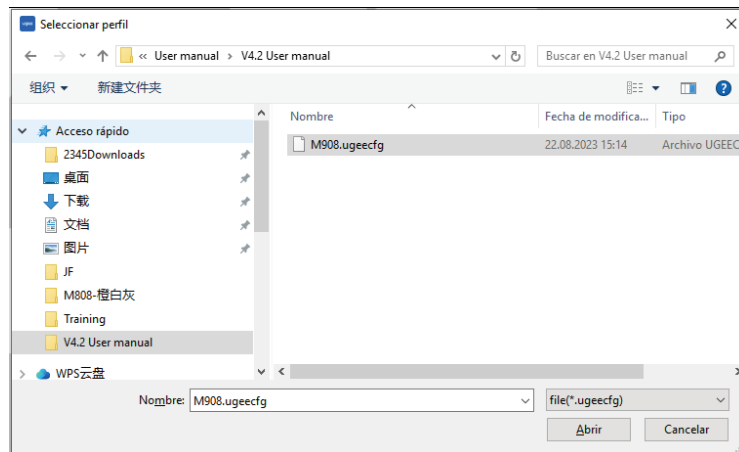 Seleccionar perfil
« User manual > V4.2 User manual
Buscar en V4.2 User manual
组织 新建文件夹
Nombre Fecha de modifica... Tipo
Acceso rápido
M908.ugeecfg 22.08.2023 15:14 Archivo UGEEC
2345Downloads
桌面
下载
文档
图片
JF
M808-橙白灰
Training
V4.2 User manual
WPS云盘
Nombre: M908.ugeecfg file(*.ugeecfg)
Abrir Cancelar